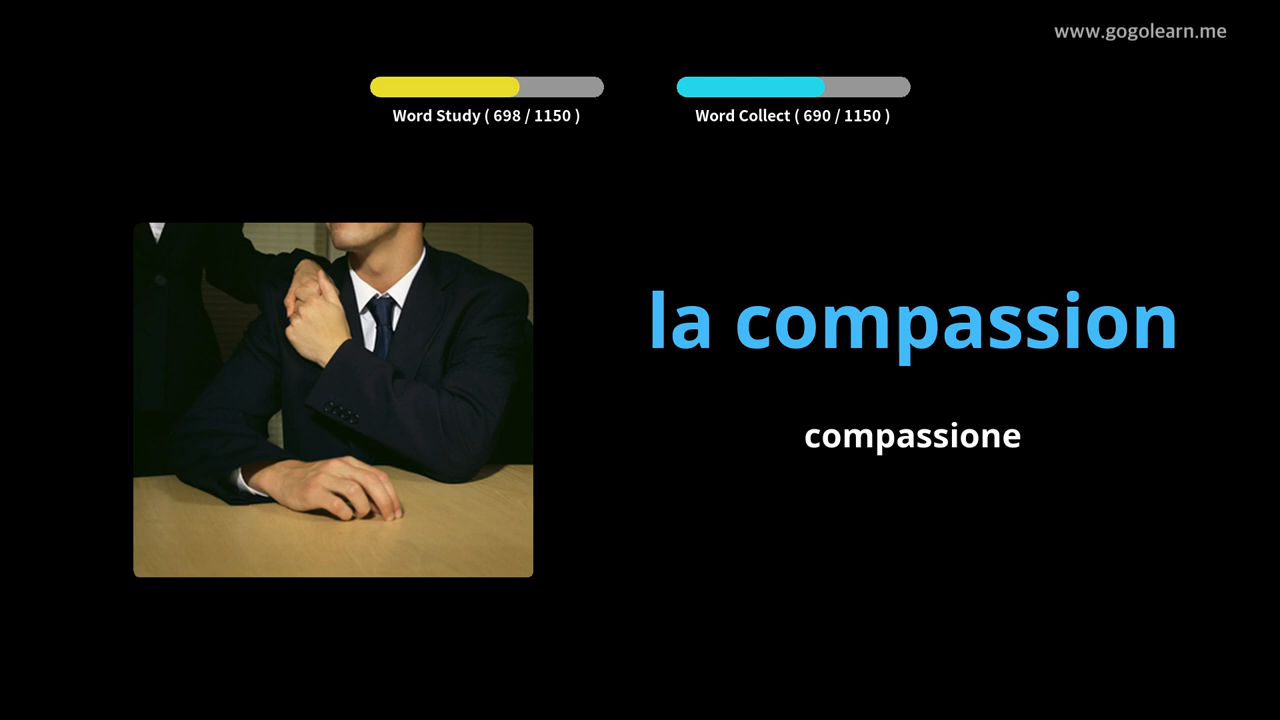 www.gogolearn.me
Word Study ( 698 / 1150 )
Word Collect ( 690 / 1150 )
la compassion
compassione